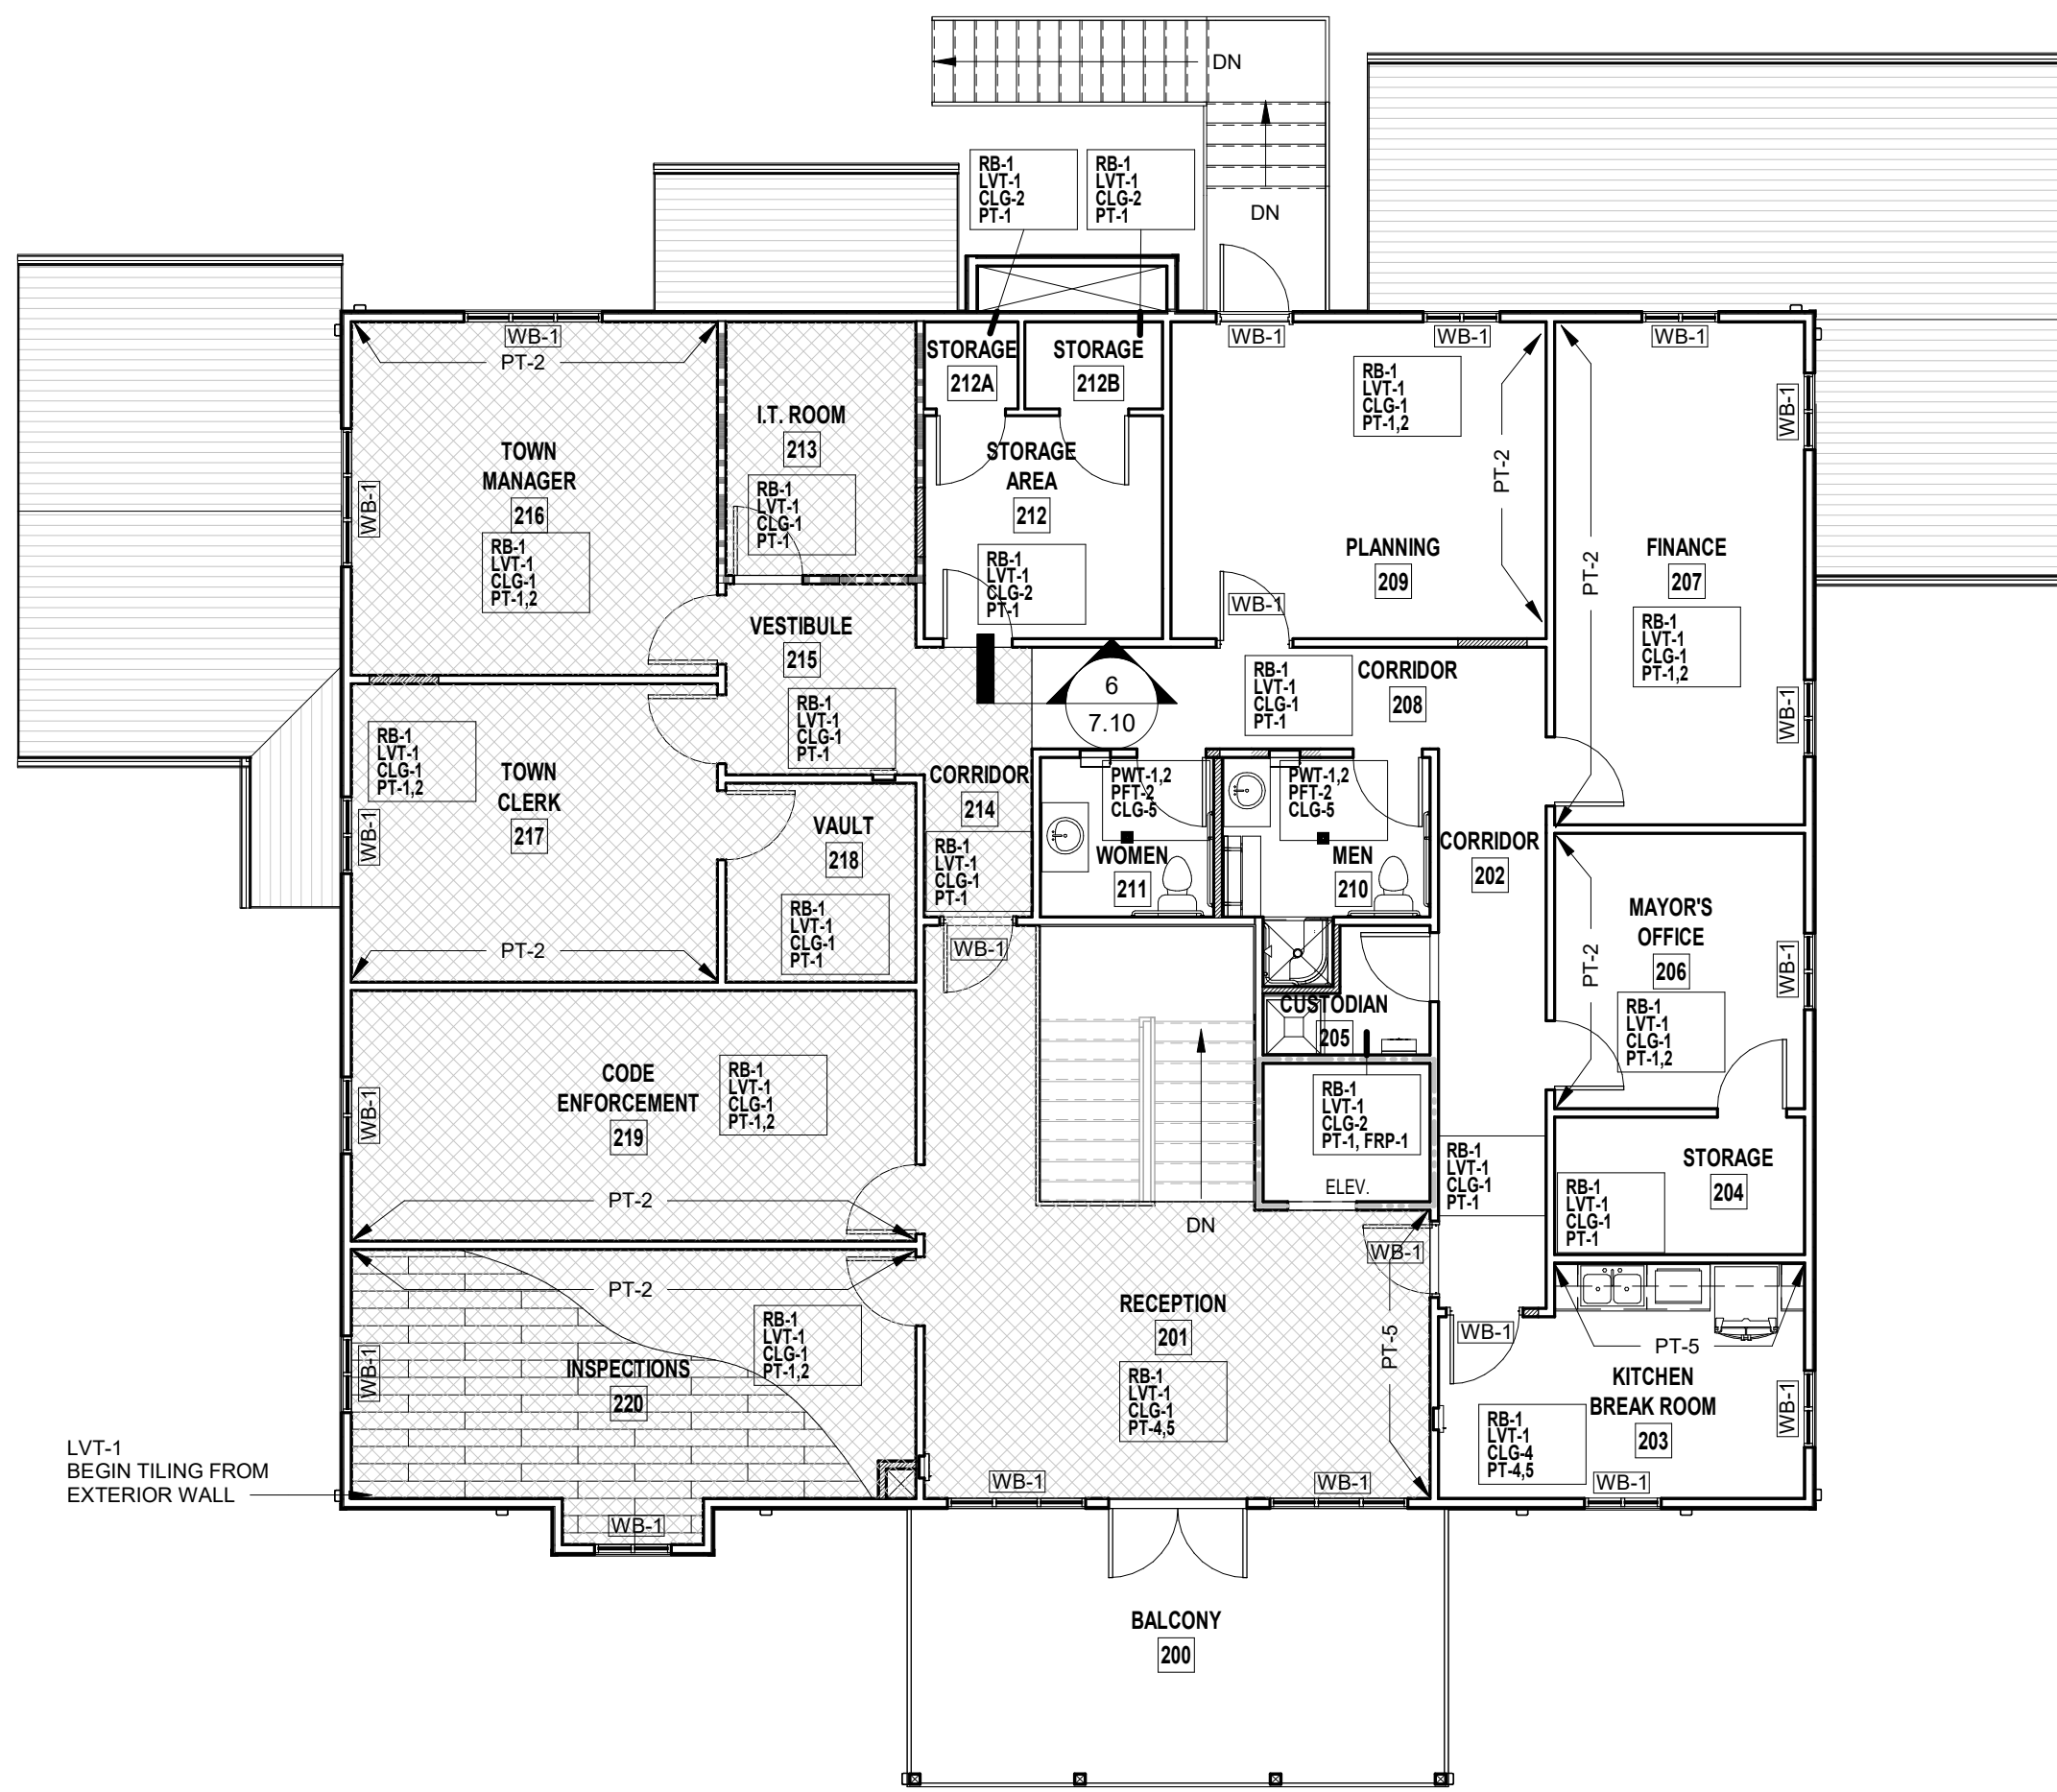 DN
DN
RB-1
LVT-1
CLG-2
PT-1
RB-1
LVT-1
CLG-2
PT-1
WB-1
PT-2
WB-1
TOWN
MANAGER
216
RB-1
LVT-1
CLG-1
PT-1,2
I.T. ROOM
213
RB-1
LVT-1
CLG-1
PT-1
STORAGE
212A
STORAGE
212B
STORAGE
AREA
212
RB-1
LVT-1
CLG-2
PT-1
WB-1
WB-1
RB-1
LVT-1
CLG-1
PT-1,2
PT-2
PLANNING
209
WB-1
WB-1
WB-1
PT-2
FINANCE
207
RB-1
LVT-1
CLG-1
PT-1,2
WB-1
VESTIBULE
215
RB-1
LVT-1
CLG-1
PT-1
6
7.10
RB-1
LVT-1
CLG-1
PT-1
CORRIDOR
208
RB-1
LVT-1
CLG-1
PT-1,2
TOWN
CLERK
217
WB-1
PT-2
VAULT
218
RB-1
LVT-1
CLG-1
PT-1
CORRIDOR
214
RB-1
LVT-1
CLG-1
PT-1
WB-1
PWT-1,2
PFT-2
CLG-5
WOMEN
211
PWT-1,2
PFT-2
CLG-5
MEN
210
CORRIDOR
202
MAYOR'S
OFFICE
206
RB-1
LVT-1
CLG-1
PT-1,2
PT-2
WB-1
CUSTODIAN
205
RB-1
LVT-1
CLG-2
PT-1, FRP-1
ELEV.
DN
RB-1
LVT-1
CLG-1
PT-1
STORAGE
204
RB-1
LVT-1
CLG-1
PT-1
CODE
ENFORCEMENT
219
RB-1
LVT-1
CLG-1
PT-1,2
WB-1
PT-2
PT-2
RB-1
LVT-1
CLG-1
PT-1,2
INSPECTIONS
220
WB-1
WB-1
LVT-1
BEGIN TILING FROM
EXTERIOR WALL
RECEPTION
201
RB-1
LVT-1
CLG-1
PT-4,5
WB-1
PT-5
WB-1
WB-1
WB-1
PT-5
KITCHEN
BREAK ROOM
203
RB-1
LVT-1
CLG-4
PT-4,5
WB-1
WB-1
BALCONY
200